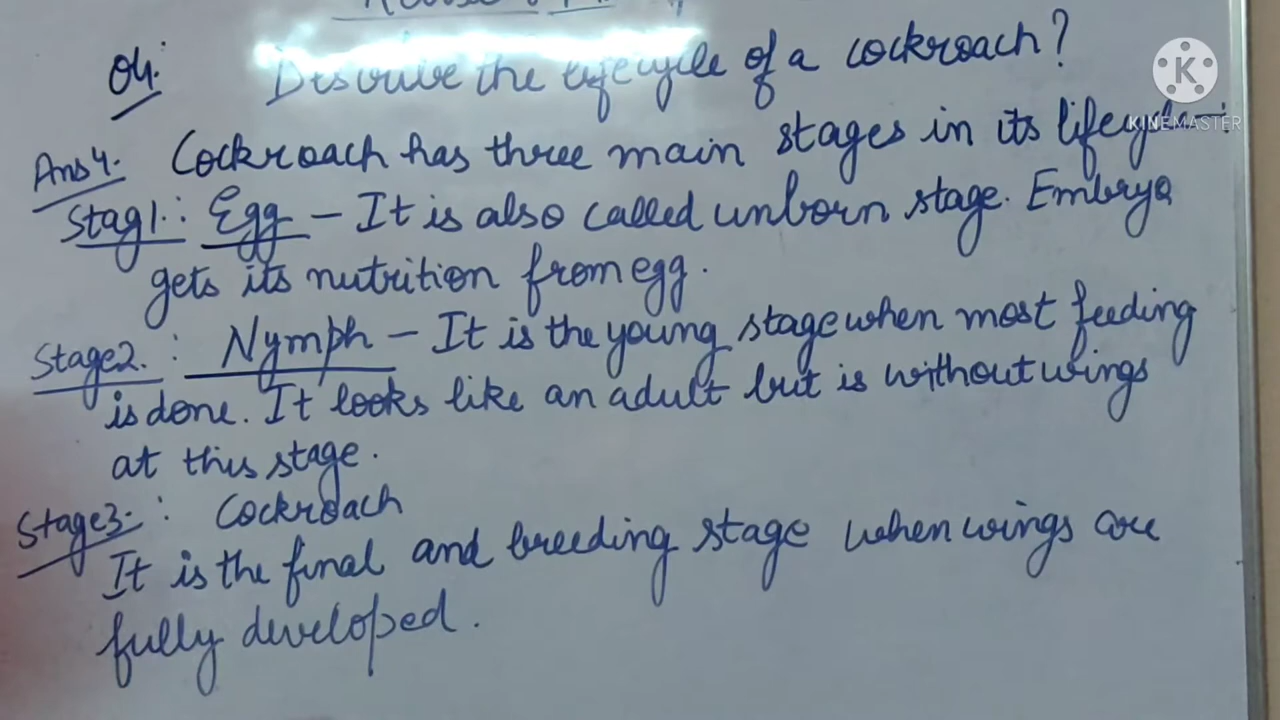 Q4:
Describe the lifecycle of a cockroach?
KINEMASTER
Ans4. Cockroach has three main stages in its lifecycle:
Stag1.: Egg – It is also called unborn stage. Embryo
gets its nutrition from egg.
Stage2. : Nymph – It is the young stage when most feeding
is done. It looks like an adult but is without wings
at this stage.
Stage3. : Cockroach
It is the final and breeding stage when wings are
fully developed.